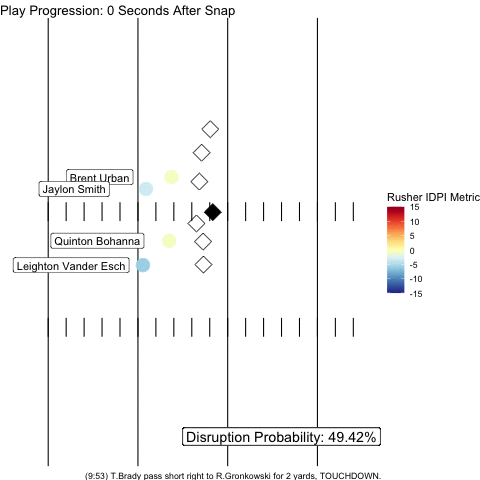 Play Progression: 0 Seconds After Snap
Brent Urban
Jaylon Smith
Quinton Bohanna
Leighton Vander Esch
Rusher IDPI Metric
15
10
5
0
-5
-10
-15
Disruption Probability: 49.42%
(9:53) T.Brady pass short right to R.Gronkowski for 2 yards, TOUCHDOWN.